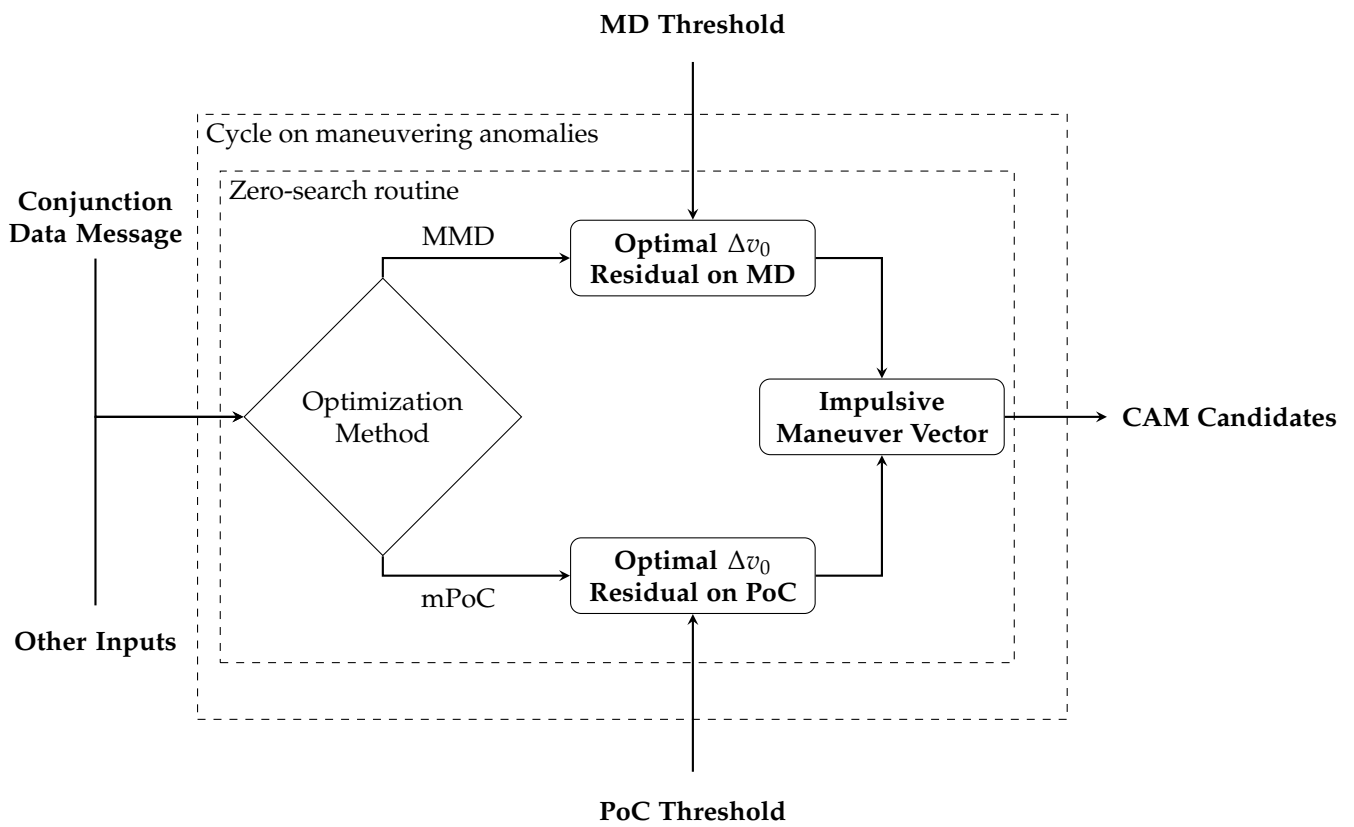 MD Threshold
Cycle on maneuvering anomalies
Zero-search routine
Conjunction
Data Message
MMD
Optimal Δv₀
Residual on MD
Optimization
Method
Impulsive
Maneuver Vector
CAM Candidates
Optimal Δv₀
Residual on PoC
mPoC
Other Inputs
PoC Threshold